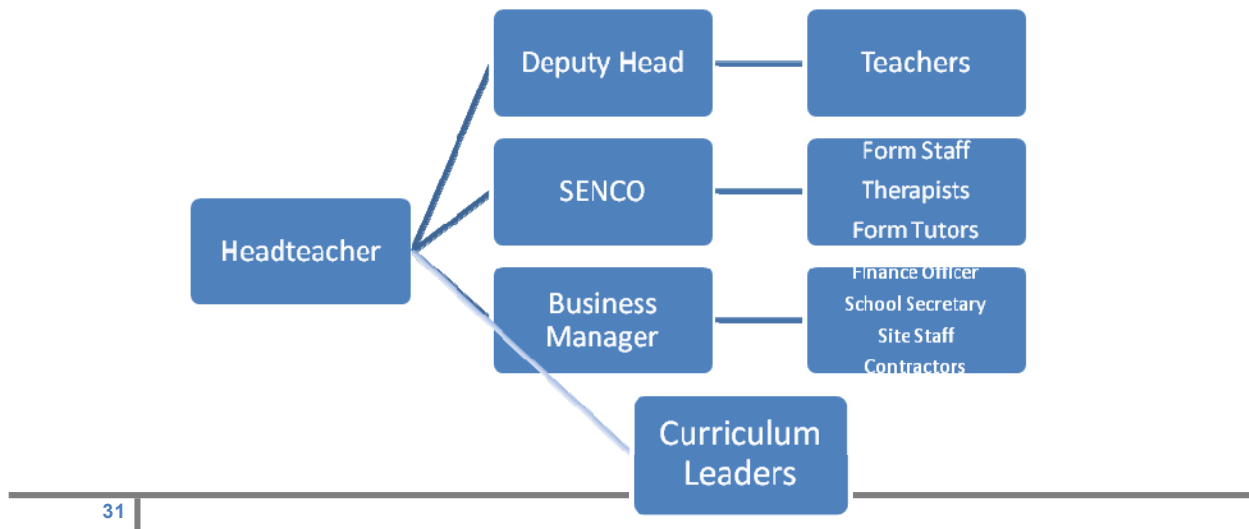 Deputy Head
Teachers
SENCO
Form Staff
Therapists
Form Tutors
Headteacher
Business
Manager
Finance Officer
School Secretary
Site Staff
Contractors
Curriculum
Leaders
31